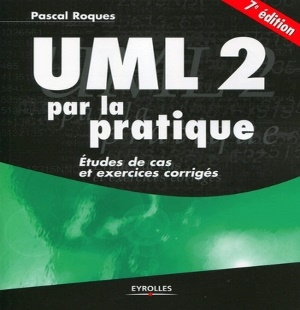 Pascal Roques
7e édition
UML 2
par la
pratique
Études de cas
et exercices corrigés
EYROLLES